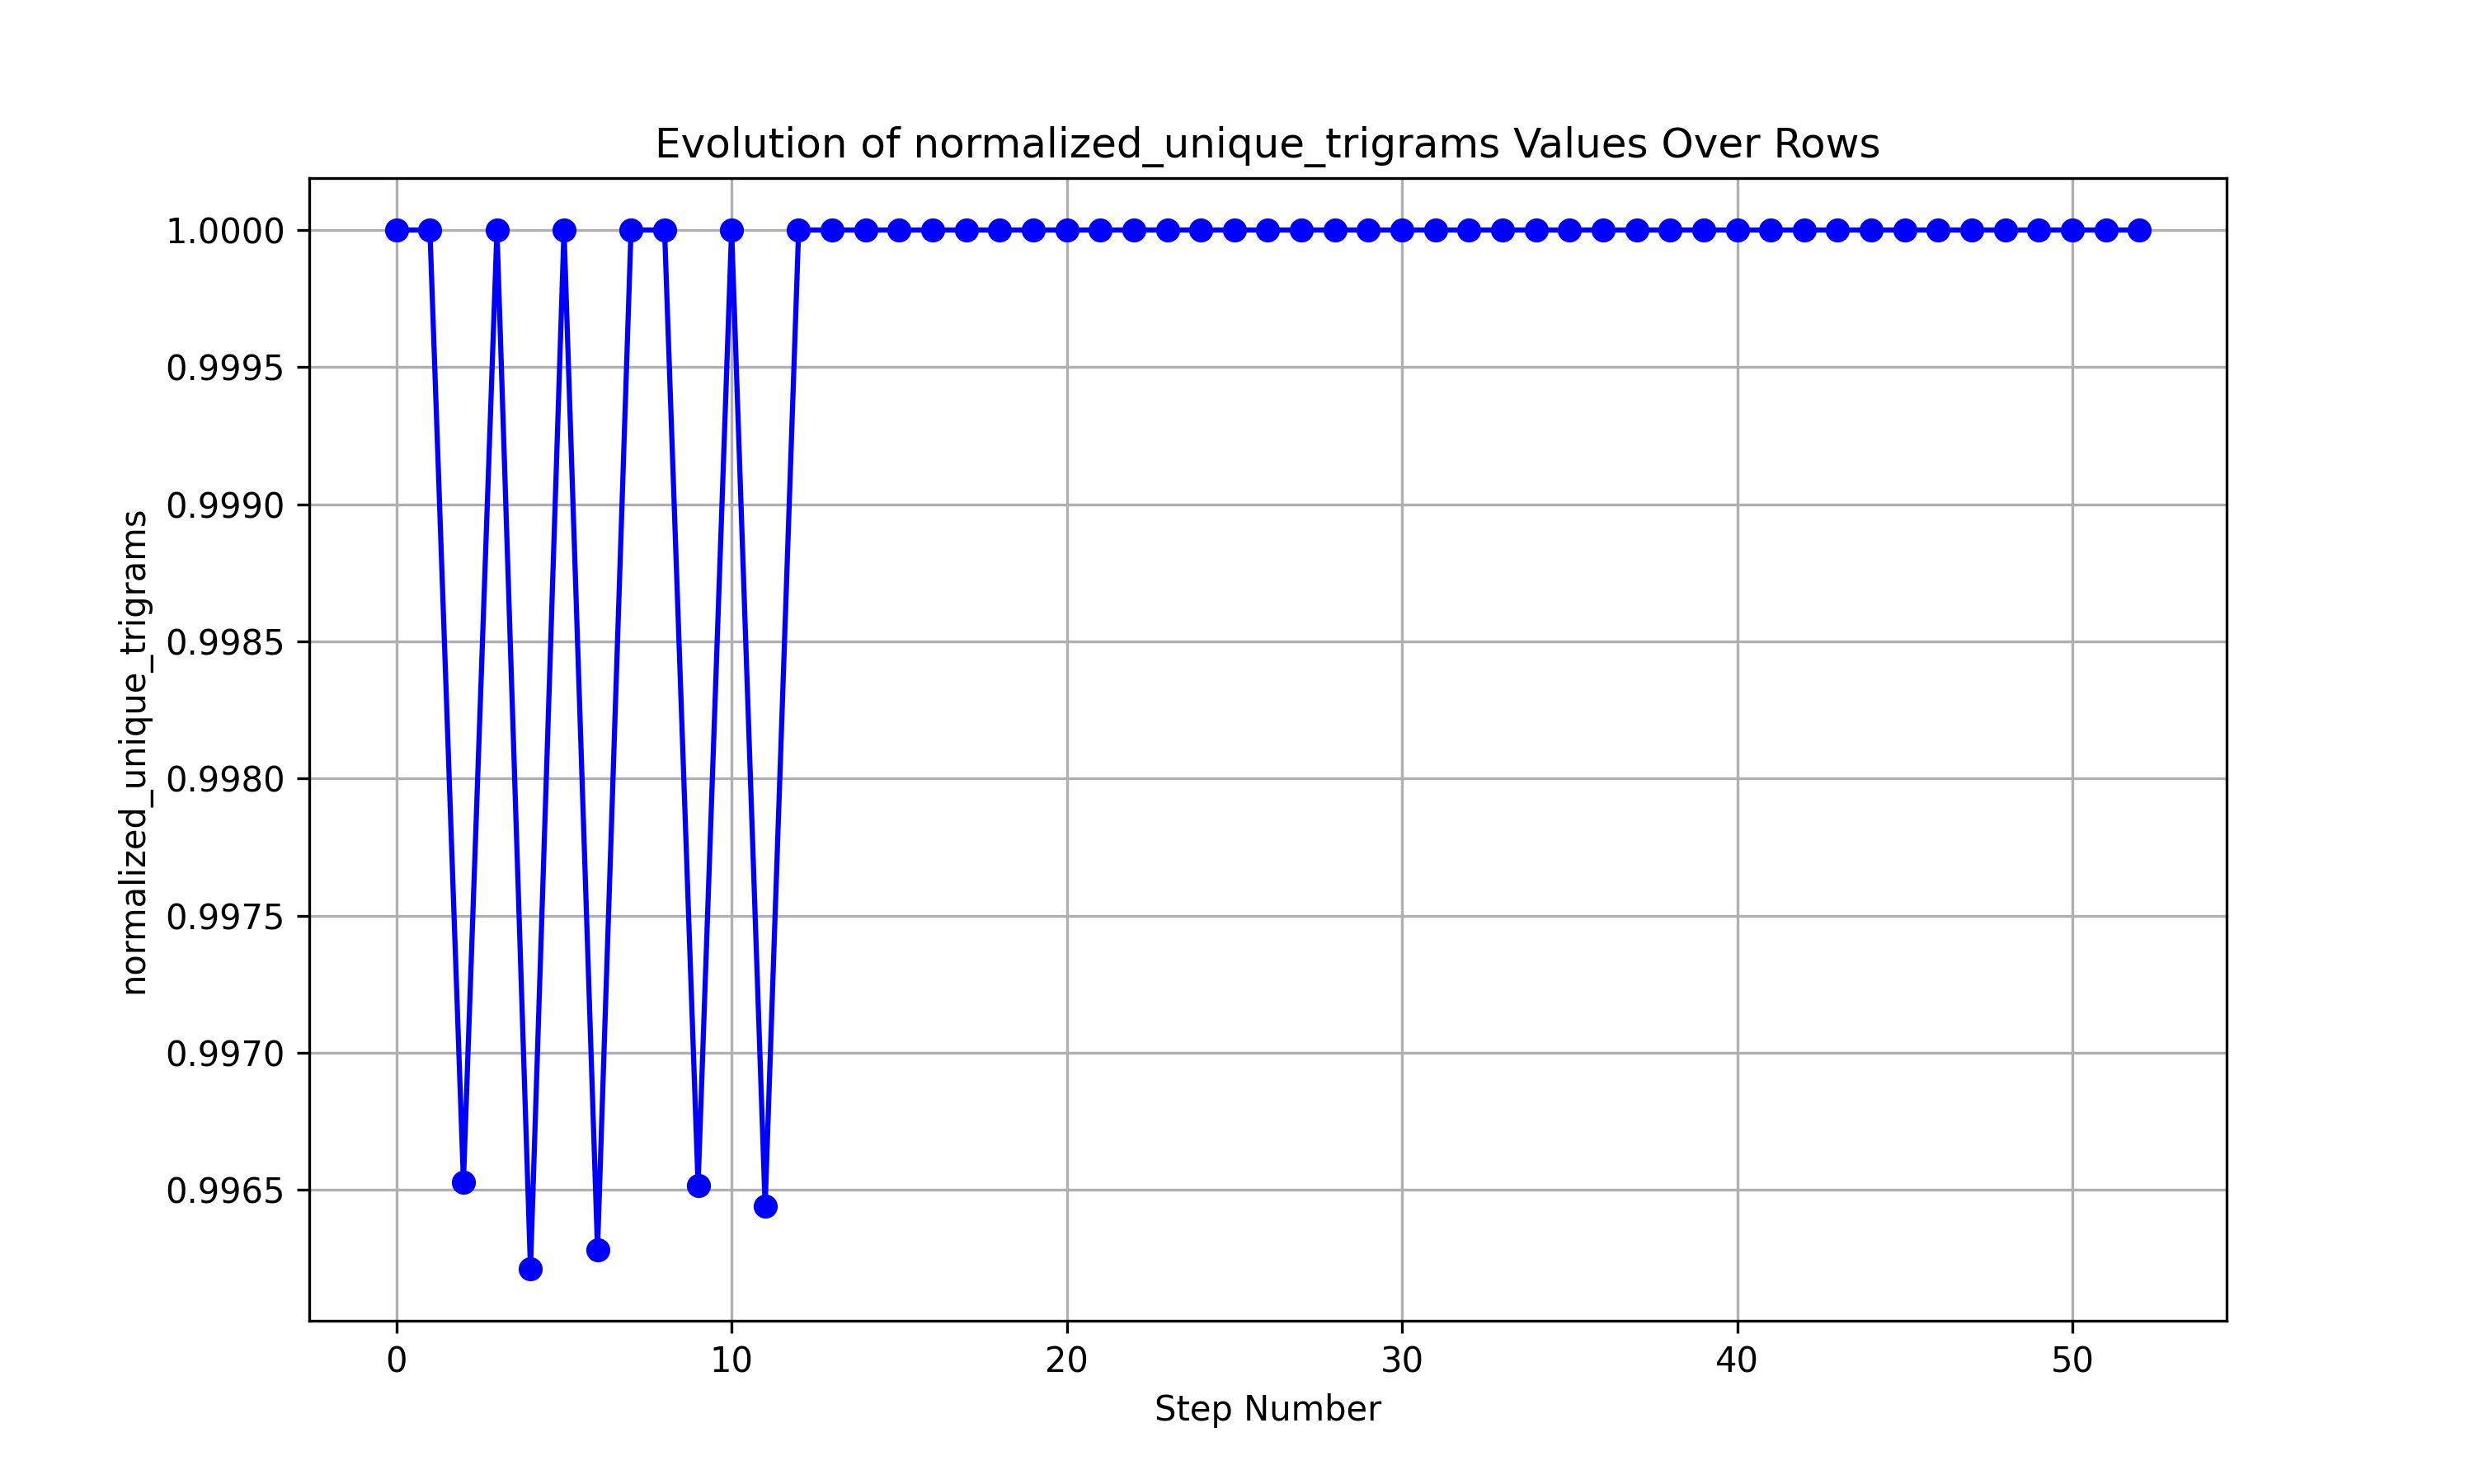 Evolution of normalized_unique_trigrams Values Over Rows
normalized_unique_trigrams
1.0000
0.9995
0.9990
0.9985
0.9980
0.9975
0.9970
0.9965
0 10 20 30 40 50
Step Number